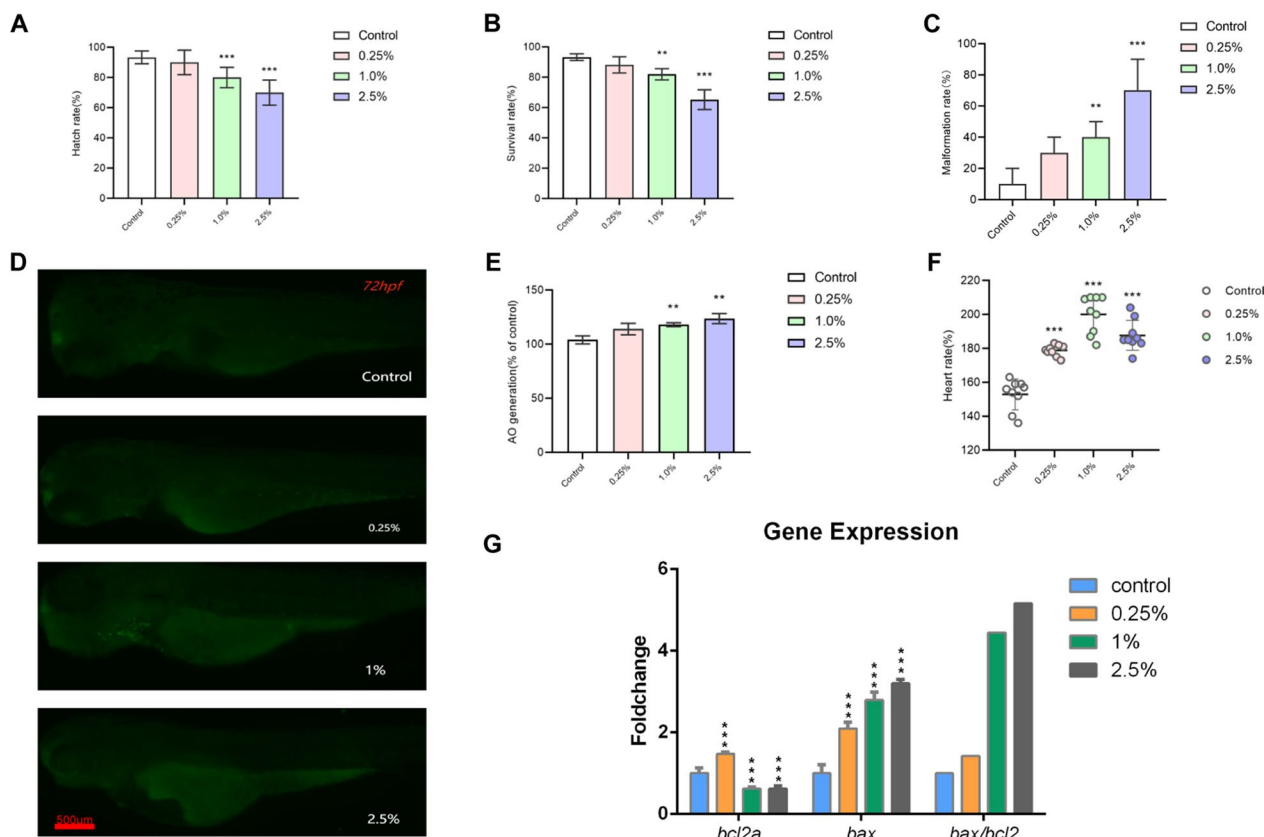 A
Hatch rate(%)
100
80
60
40
20
0
***
***
Control
0.25%
1.0%
2.5%
Control
0.25%
1.0%
2.5%
B
Survival rate(%)
100
80
60
40
20
0
**
***
Control
0.25%
1.0%
2.5%
Control
0.25%
1.0%
2.5%
C
Malformation rate(%)
100
80
60
40
20
0
**
***
Control
0.25%
1.0%
2.5%
Control
0.25%
1.0%
2.5%
D
72hpf
Control
0.25%
1%
2.5%
500um
E
AO generation(% of control)
150
100
50
0
**
**
Control
0.25%
1.0%
2.5%
Control
0.25%
1.0%
2.5%
F
Heart rate(%)
220
200
180
160
140
120
***
***
***
Control
0.25%
1.0%
2.5%
Control
0.25%
1.0%
2.5%
G
Gene Expression
Foldchange
6
4
2
0
***
***
***
***
***
***
bcl2a
bax
bax/bcl2
control
0.25%
1%
2.5%